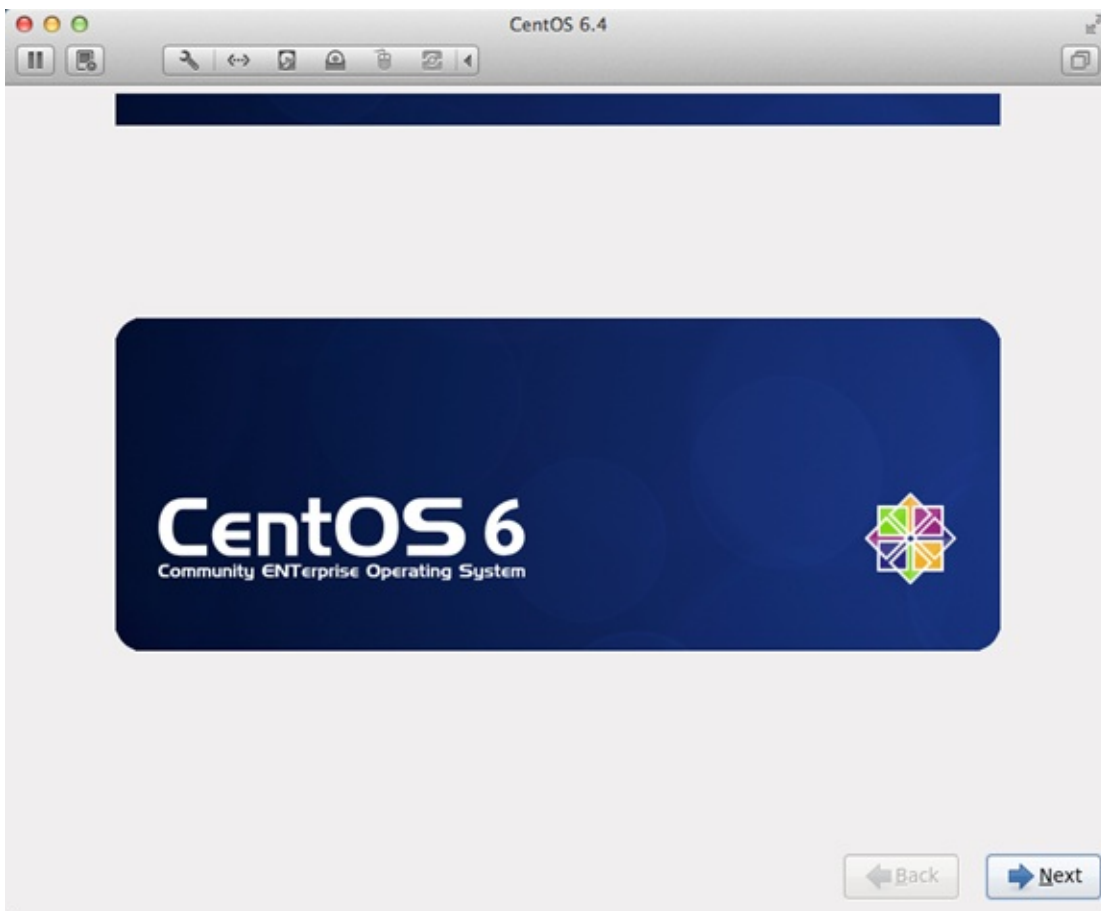 CentOS 6.4
CentOS 6
Community ENTerprise Operating System
Back
Next